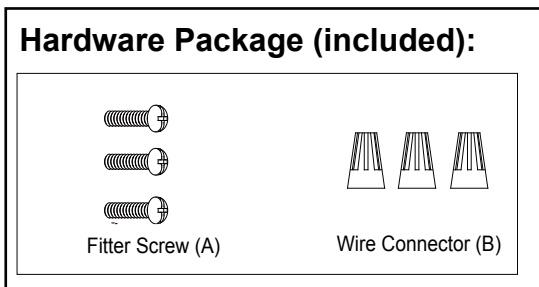 Hardware Package (included):
Fitter Screw (A)
Wire Connector (B)